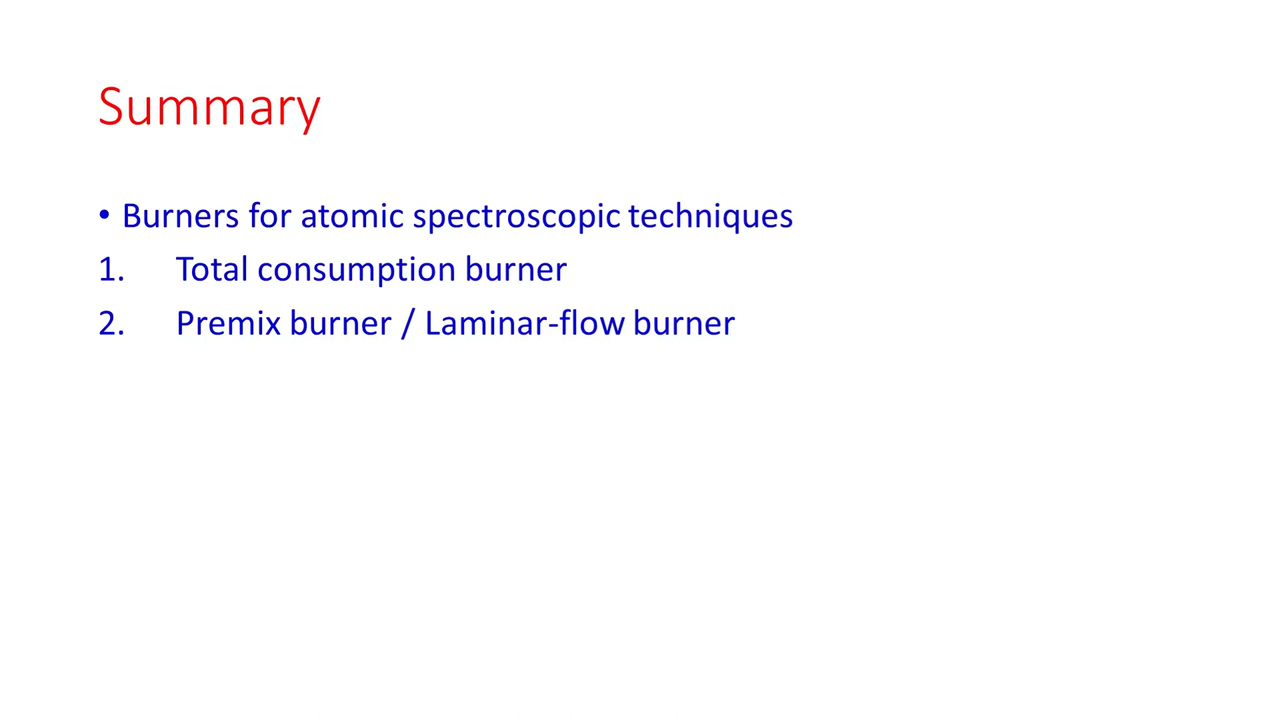 Summary
• Burners for atomic spectroscopic techniques
1. Total consumption burner
2. Premix burner / Laminar-flow burner